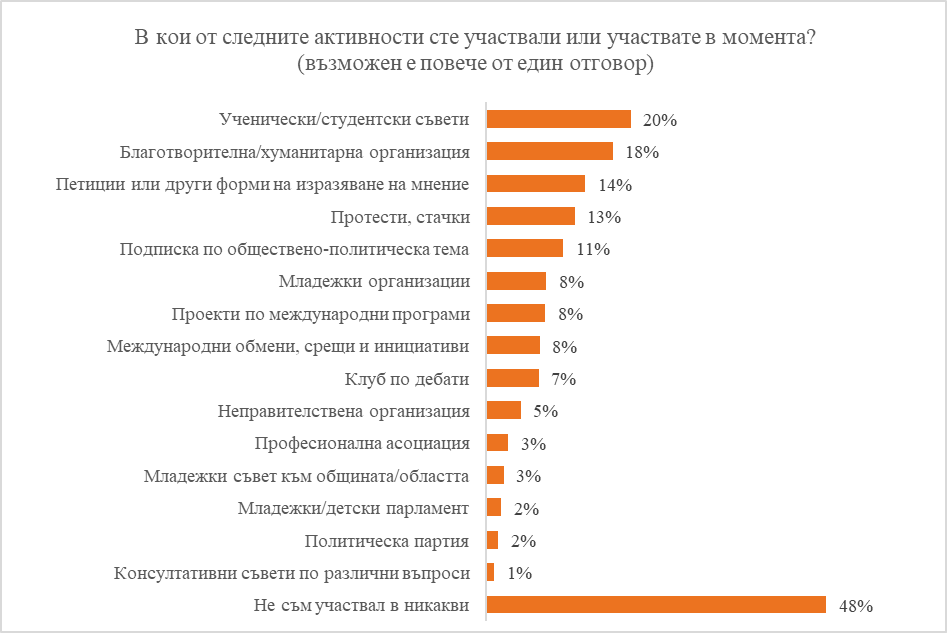 В кои от следните активности сте участвали или участвате в момента?
(възможен е повече от един отговор)
Ученически/студентски съвети 20%
Благотворителна/хуманитарна организация 18%
Петиции или други форми на изразяване на мнение 14%
Протести, стачки 13%
Подписка по обществено-политическа тема 11%
Младежки организации 8%
Проекти по международни програми 8%
Международни обмени, срещи и инициативи 8%
Клуб по дебати 7%
Неправителствена организация 5%
Професионална асоциация 3%
Младежки съвет към общината/областта 3%
Младежки/детски парламент 2%
Политическа партия 2%
Консултативни съвети по различни въпроси 1%
Не съм участвал в никакви 48%